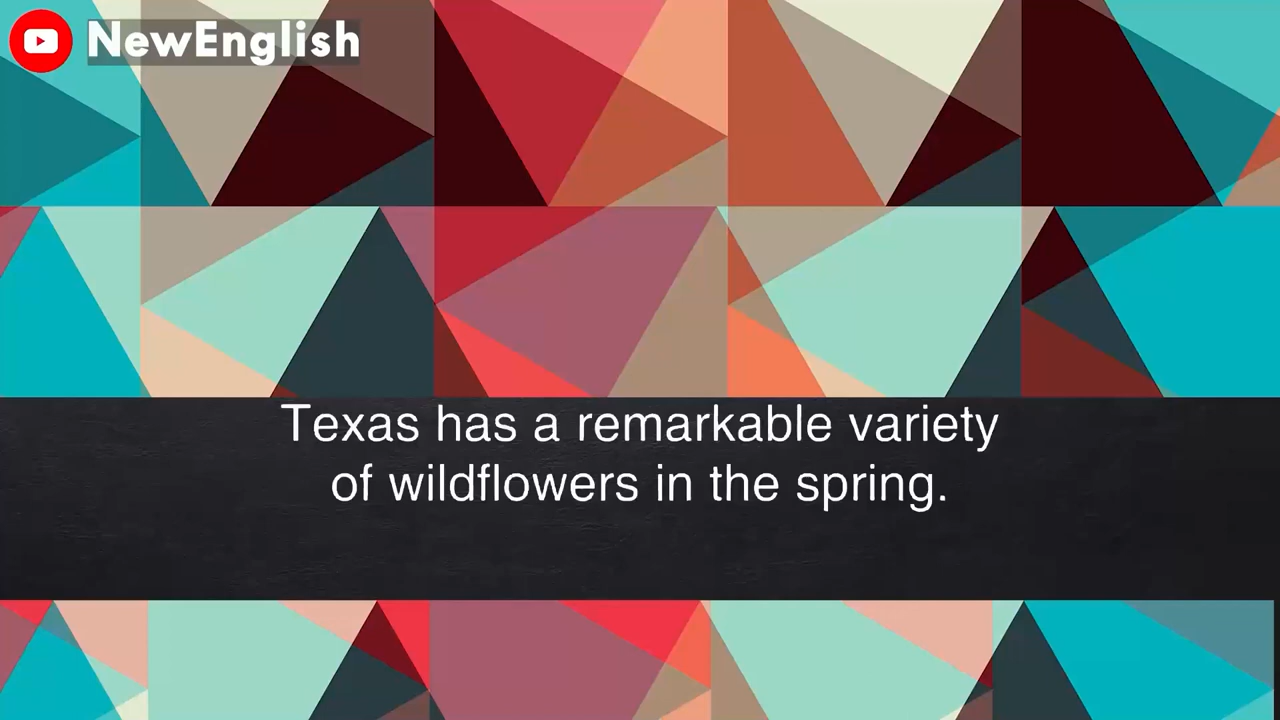 NewEnglish
Texas has a remarkable variety
of wildflowers in the spring.